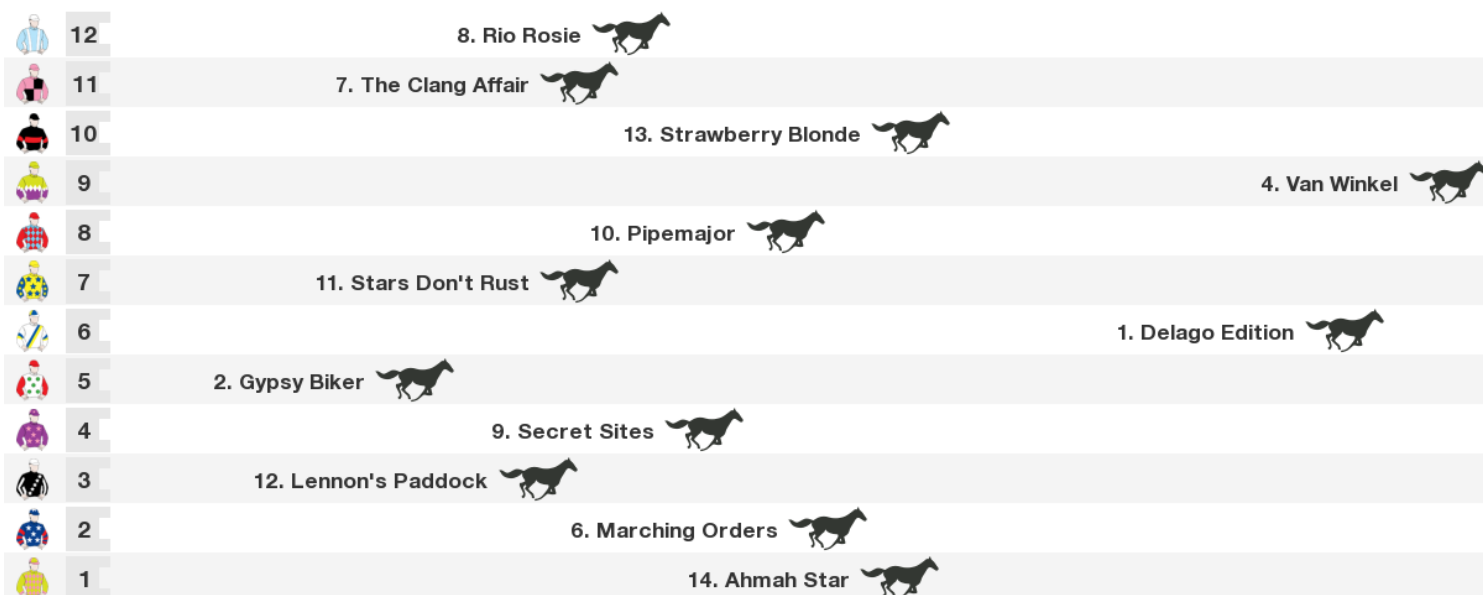 12 8. Rio Rosie
11 7. The Clang Affair
10 13. Strawberry Blonde
9 4. Van Winkel
8 10. Pipemajor
7 11. Stars Don't Rust
6 1. Delago Edition
5 2. Gypsy Biker
4 9. Secret Sites
3 12. Lennon's Paddock
2 6. Marching Orders
1 14. Ahmah Star